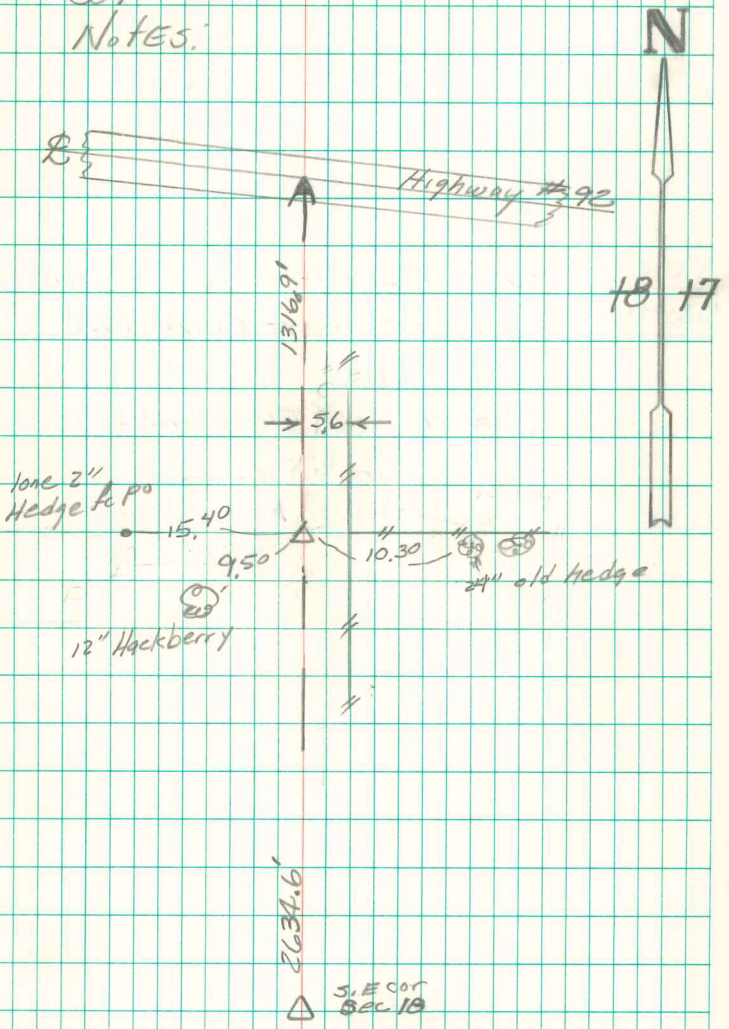 Notes:
N
℄
Highway # 92
1316.9'
18 17
5.6
lone 2"
Hedge fc po
15.40
9.50
10.30
24" old hedge
12" Hackberry
2634.6'
S.E cor
Sec 18